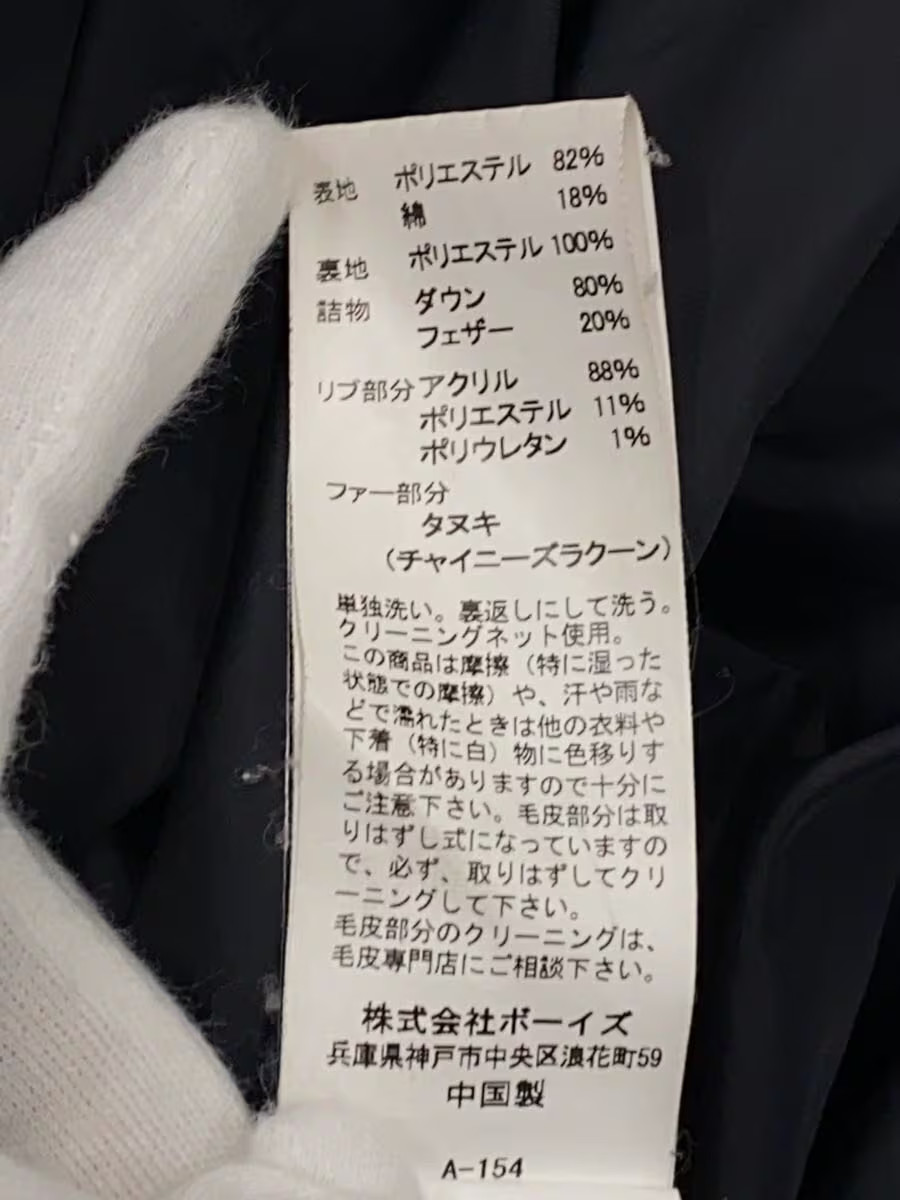 表地 ポリエステル 82%
綿 18%
裏地 ポリエステル 100%
詰物 ダウン 80%
フェザー 20%
リブ部分 アクリル 88%
ポリエステル 11%
ポリウレタン 1%
ファー部分
タヌキ
(チャイニーズラクーン)
単独洗い。裏返しにして洗う。
クリーニングネット使用。
この商品は摩擦(特に湿った
状態での摩擦)や、汗や雨な
どで濡れたときは他の衣料や
下着(特に白)物に色移りす
る場合がありますので十分に
ご注意下さい。毛皮部分は取
りはずし式になっていますの
で、必ず、取りはずしてクリ
ーニングして下さい。
毛皮部分のクリーニングは、
毛皮専門店にご相談下さい。
株式会社ボーイズ
兵庫県神戸市中央区浪花町59
中国製
A-154